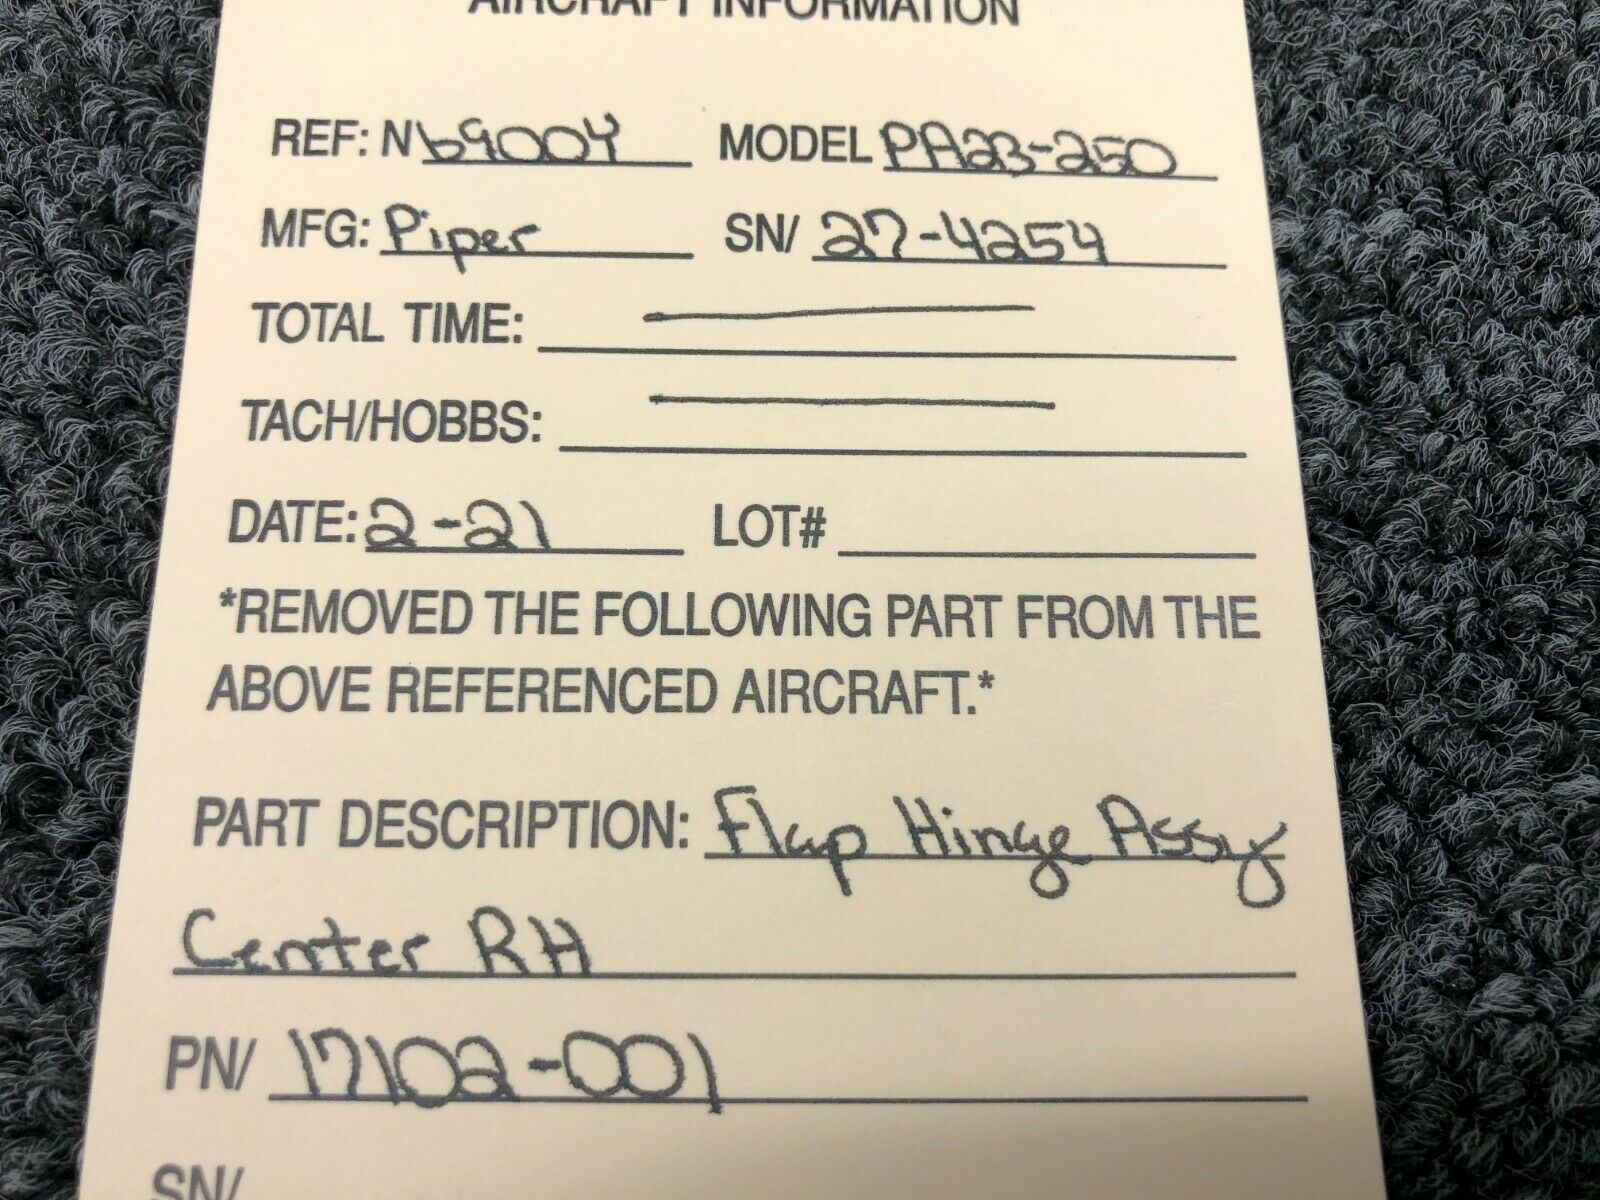 AIRCRAFT INFORMATION
REF: N6900Y MODEL PA23-250
MFG: Piper SN/ 27-4254
TOTAL TIME: —
TACH/HOBBS: —
DATE: 2-21 LOT#
*REMOVED THE FOLLOWING PART FROM THE
ABOVE REFERENCED AIRCRAFT.*
PART DESCRIPTION: Flap Hinge Assy
Center RH
PN/ 17102-001
SN/